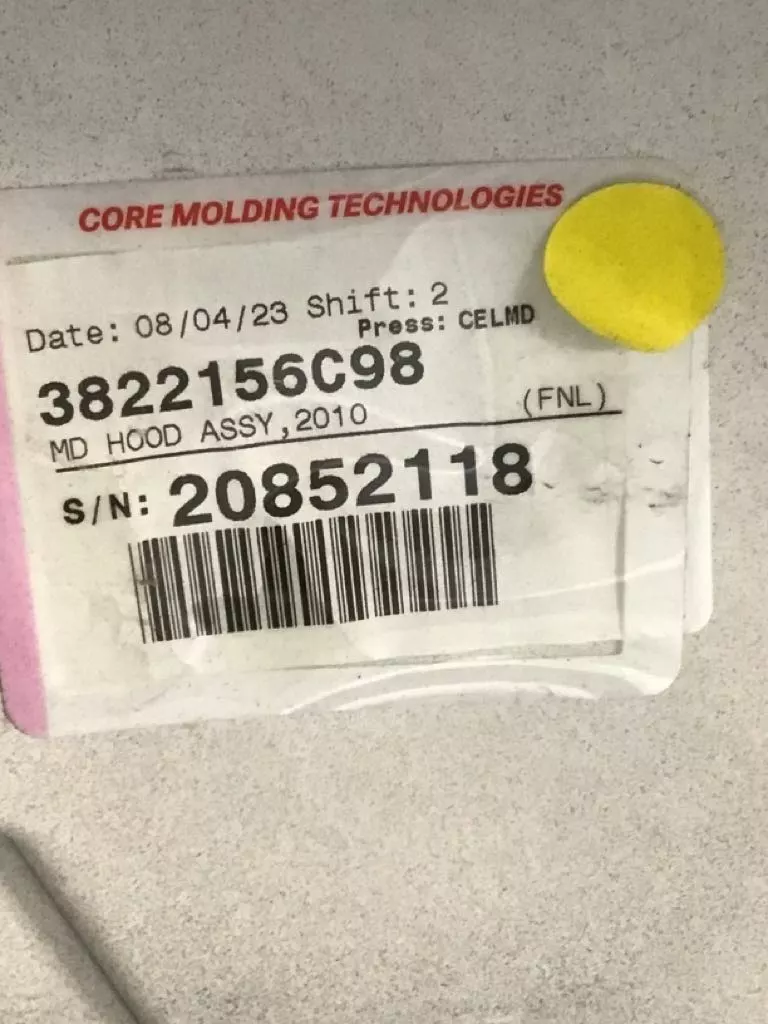 CORE MOLDING TECHNOLOGIES
Date: 08/04/23 Shift: 2
Press: CELMD
3822156C98
MD HOOD ASSY,2010 (FNL)
S/N: 20852118